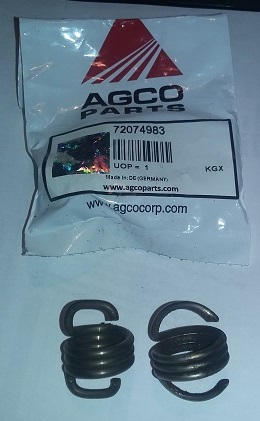 AGCO
PARTS
72074983
UOP = 1
KGX
Made in: DE (GERMANY)
www.agcoparts.com
www.agcocorp.com